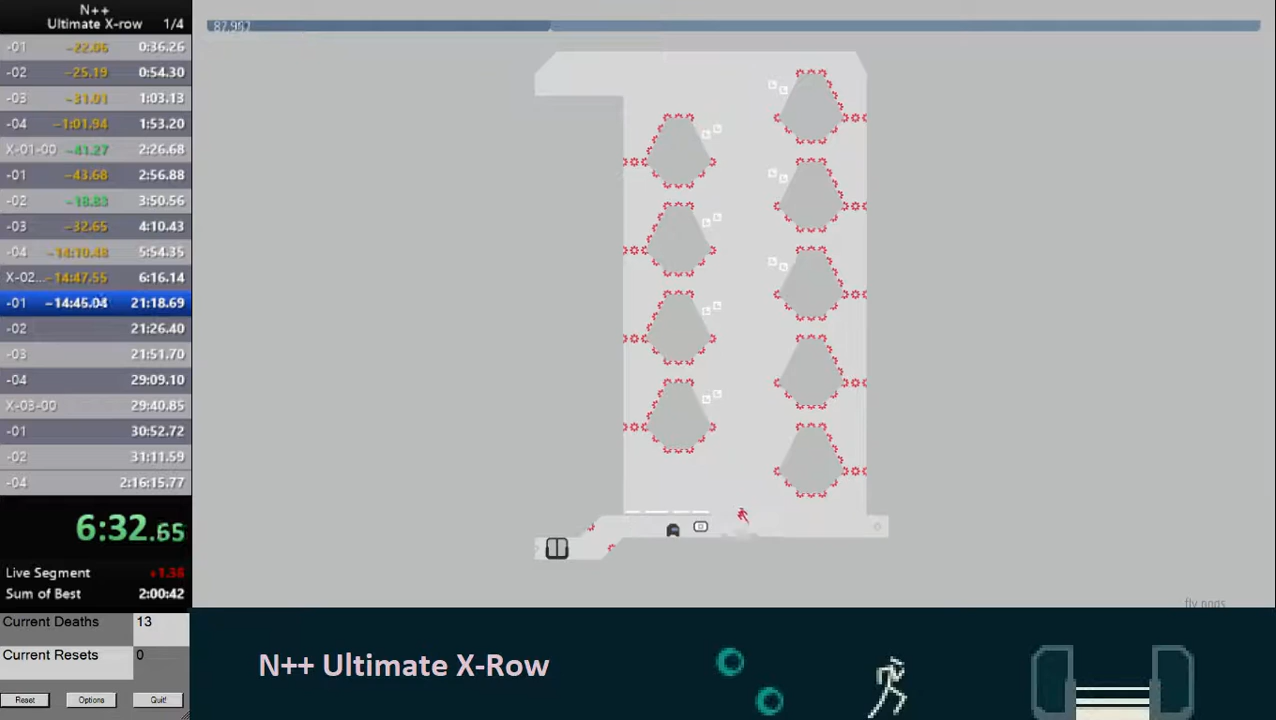 N++
Ultimate X-row 1/4
-01 −22.06 0:36.26
-02 −25.19 0:54.30
-03 −31.01 1:03.13
-04 −1:01.94 1:53.20
X-01-00 −41.27 2:26.68
-01 −43.68 2:56.88
-02 −18.83 3:50.56
-03 −32.65 4:10.43
-04 −14:10.48 5:54.35
X-02... −14:47.55 6:16.14
-01 −14:45.04 21:18.69
-02 21:26.40
-03 21:51.70
-04 29:09.10
X-03-00 29:40.85
-01 30:52.72
-02 31:11.59
-04 2:16:15.77
6:32.65
Live Segment +1.38
Sum of Best 2:00:42
Current Deaths 13
Current Resets 0
Reset Options Quit!
N++ Ultimate X-Row